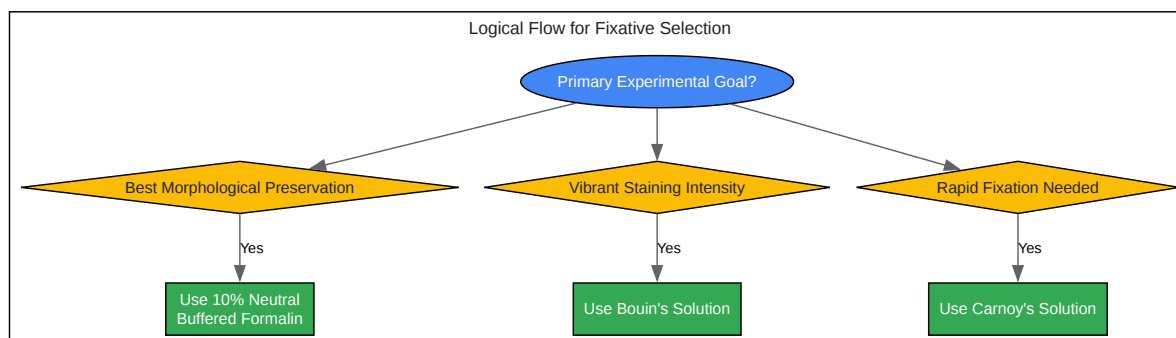 Logical Flow for Fixative Selection
Primary Experimental Goal?
Best Morphological Preservation
Vibrant Staining Intensity
Rapid Fixation Needed
Yes
Yes
Yes
Use 10% Neutral
Buffered Formalin
Use Bouin's Solution
Use Carnoy's Solution